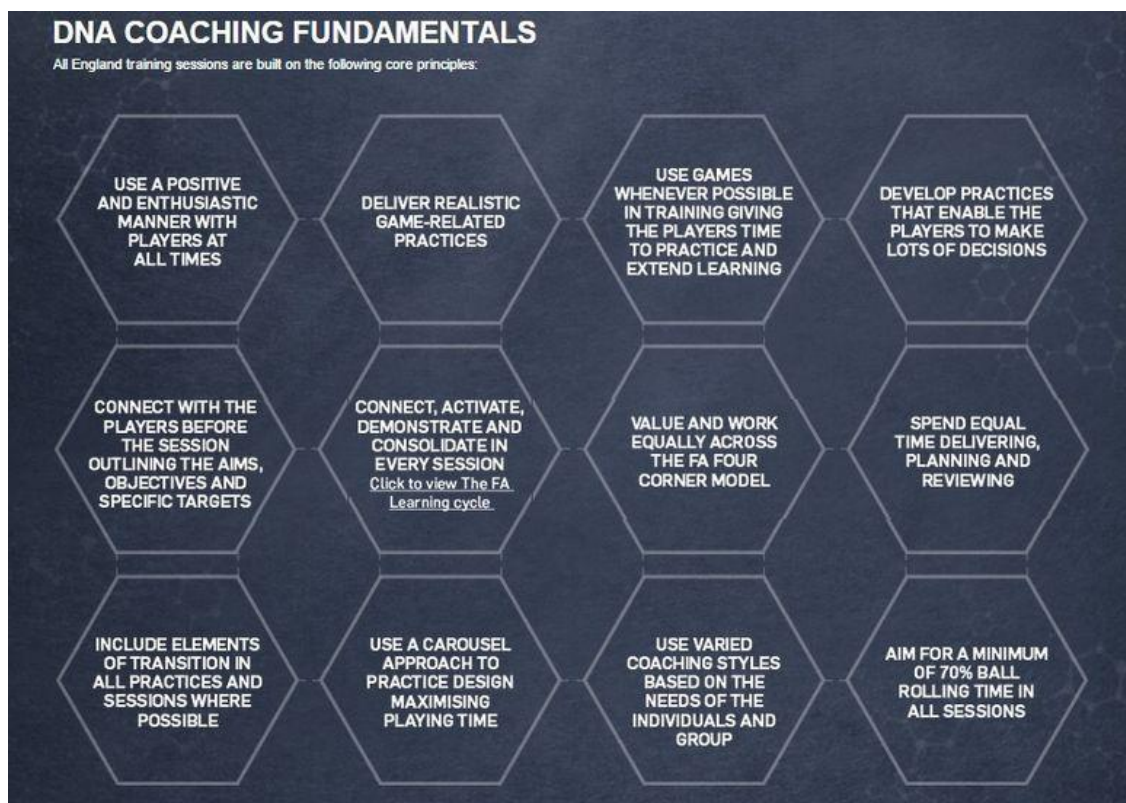 DNA COACHING FUNDAMENTALS
All England training sessions are built on the following core principles:
USE A POSITIVE
AND ENTHUSIASTIC
MANNER WITH
PLAYERS AT
ALL TIMES
DELIVER REALISTIC
GAME-RELATED
PRACTICES
USE GAMES
WHENEVER POSSIBLE
IN TRAINING GIVING
THE PLAYERS TIME
TO PRACTICE AND
EXTEND LEARNING
DEVELOP PRACTICES
THAT ENABLE THE
PLAYERS TO MAKE
LOTS OF DECISIONS
CONNECT WITH THE
PLAYERS BEFORE
THE SESSION
OUTLINING THE AIMS,
OBJECTIVES AND
SPECIFIC TARGETS
CONNECT, ACTIVATE,
DEMONSTRATE AND
CONSOLIDATE IN
EVERY SESSION
Click to view The FA
Learning cycle
VALUE AND WORK
EQUALLY ACROSS
THE FA FOUR
CORNER MODEL
SPEND EQUAL
TIME DELIVERING,
PLANNING AND
REVIEWING
INCLUDE ELEMENTS
OF TRANSITION IN
ALL PRACTICES AND
SESSIONS WHERE
POSSIBLE
USE A CAROUSEL
APPROACH TO
PRACTICE DESIGN
MAXIMISING
PLAYING TIME
USE VARIED
COACHING STYLES
BASED ON THE
NEEDS OF THE
INDIVIDUALS AND
GROUP
AIM FOR A MINIMUM
OF 70% BALL
ROLLING TIME IN
ALL SESSIONS